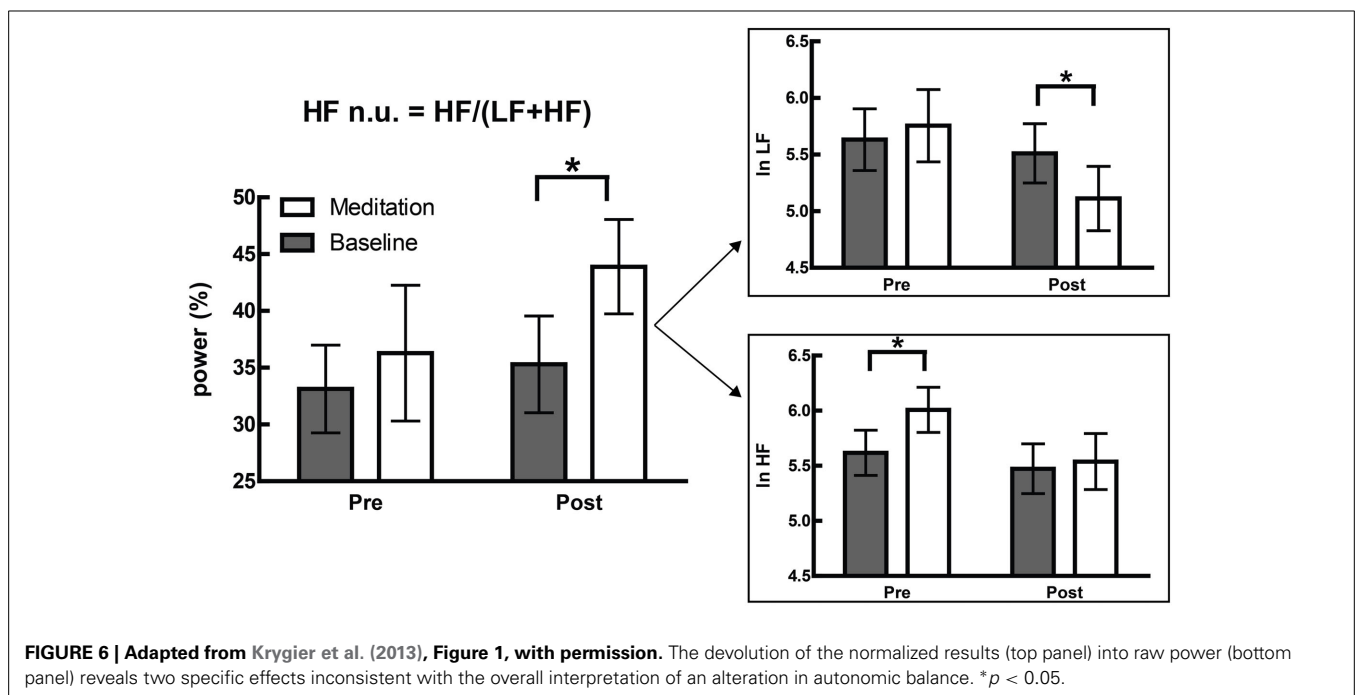 HF n.u. = HF/(LF+HF)
*
50
45
40
35
30
25
power (%)
Meditation
Baseline
Pre
Post
6.5
6.0
5.5
5.0
4.5
ln LF
*
Pre
Post
6.5
6.0
5.5
5.0
4.5
ln HF
*
Pre
Post
FIGURE 6 | Adapted from Krygier et al. (2013), Figure 1, with permission. The devolution of the normalized results (top panel) into raw power (bottom
panel) reveals two specific effects inconsistent with the overall interpretation of an alteration in autonomic balance. *p < 0.05.